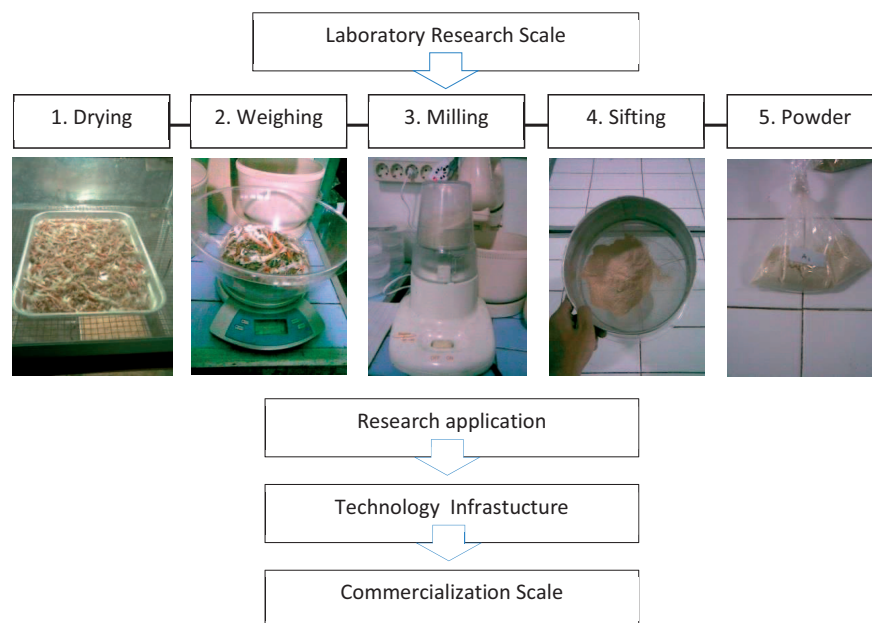 Laboratory Research Scale
1. Drying
2. Weighing
3. Milling
4. Sifting
5. Powder
Research application
Technology Infrastucture
Commercialization Scale